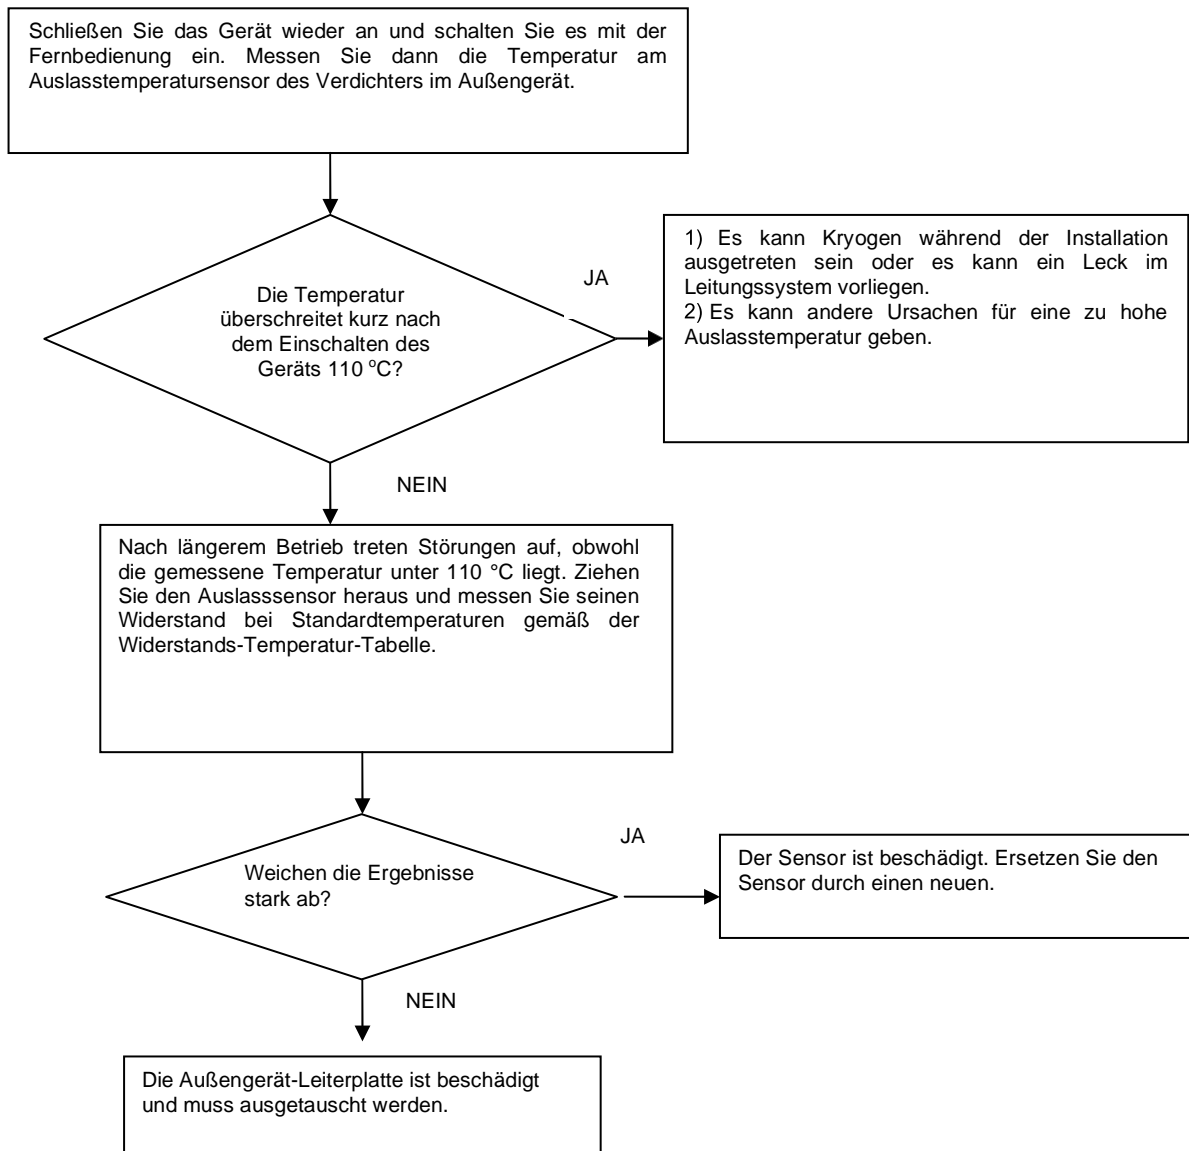 Schließen Sie das Gerät wieder an und schalten Sie es mit der
Fernbedienung ein. Messen Sie dann die Temperatur am
Auslasstemperatursensor des Verdichters im Außengerät.
Die Temperatur
überschreitet kurz nach
dem Einschalten des
Geräts 110 °C?
JA
1) Es kann Kryogen während der Installation
ausgetreten sein oder es kann ein Leck im
Leitungssystem vorliegen.
2) Es kann andere Ursachen für eine zu hohe
Auslasstemperatur geben.
NEIN
Nach längerem Betrieb treten Störungen auf, obwohl
die gemessene Temperatur unter 110 °C liegt. Ziehen
Sie den Auslasssensor heraus und messen Sie seinen
Widerstand bei Standardtemperaturen gemäß der
Widerstands-Temperatur-Tabelle.
Weichen die Ergebnisse
stark ab?
JA
Der Sensor ist beschädigt. Ersetzen Sie den
Sensor durch einen neuen.
NEIN
Die Außengerät-Leiterplatte ist beschädigt
und muss ausgetauscht werden.